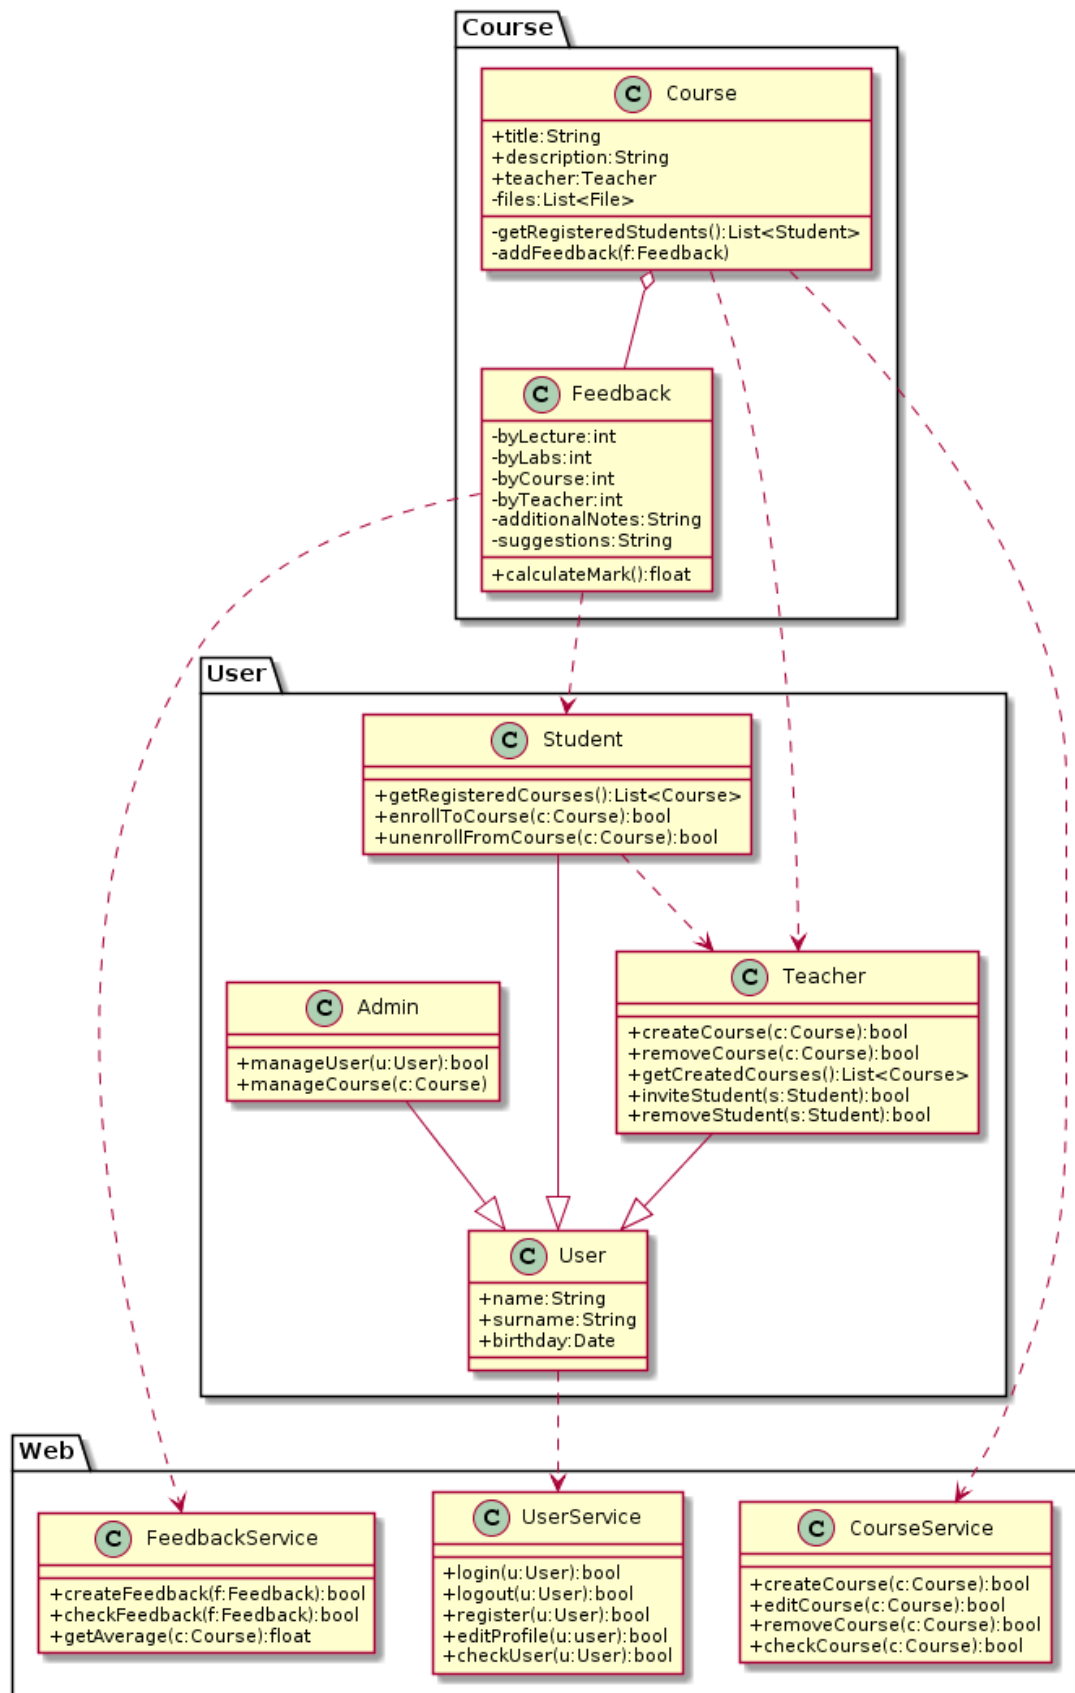 Course
C Course
+title:String
+description:String
+teacher:Teacher
-files:List<File>
-getRegisteredStudents():List<Student>
-addFeedback(f:Feedback)
C Feedback
-byLecture:int
-byLabs:int
-byCourse:int
-byTeacher:int
-additionalNotes:String
-suggestions:String
+calculateMark():float
User
C Student
+getRegisteredCourses():List<Course>
+enrollToCourse(c:Course):bool
+unenrollFromCourse(c:Course):bool
C Teacher
+createCourse(c:Course):bool
+removeCourse(c:Course):bool
+getCreatedCourses():List<Course>
+inviteStudent(s:Student):bool
+removeStudent(s:Student):bool
C Admin
+manageUser(u:User):bool
+manageCourse(c:Course)
C User
+name:String
+surname:String
+birthday:Date
Web
C FeedbackService
+createFeedback(f:Feedback):bool
+checkFeedback(f:Feedback):bool
+getAverage(c:Course):float
C UserService
+login(u:User):bool
+logout(u:User):bool
+register(u:User):bool
+editProfile(u:user):bool
+checkUser(u:User):bool
C CourseService
+createCourse(c:Course):bool
+editCourse(c:Course):bool
+removeCourse(c:Course):bool
+checkCourse(c:Course):bool